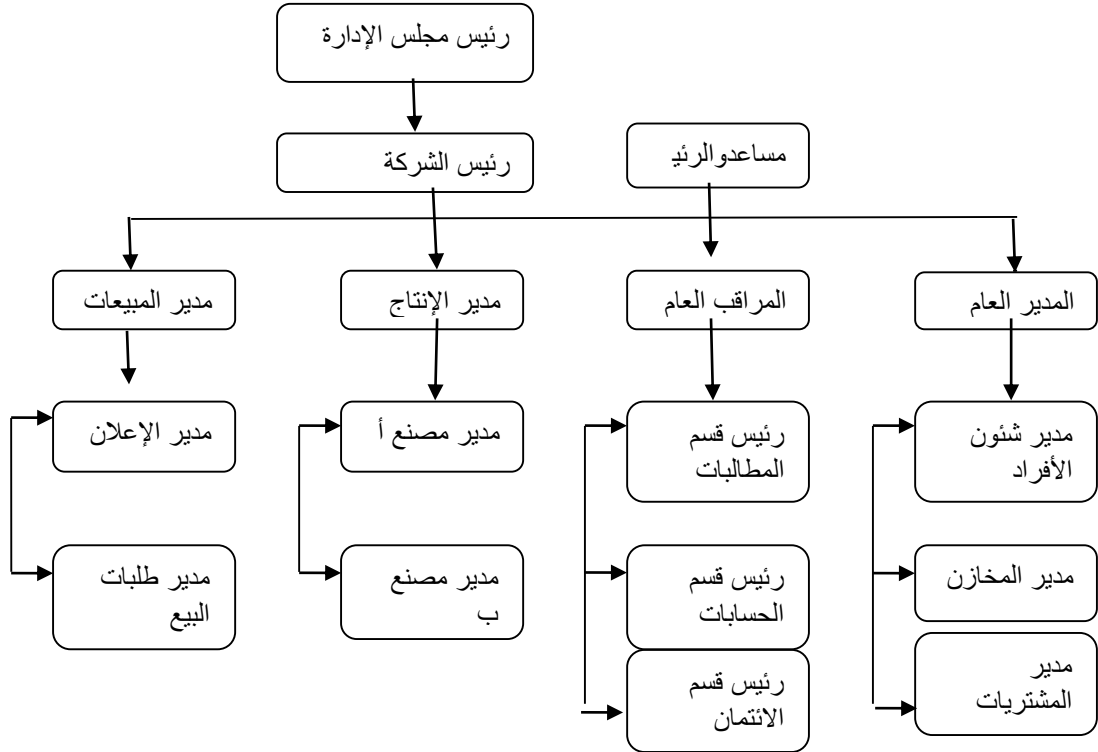 رئيس مجلس الإدارة
رئيس الشركة
مساعدوالرئيـ
المدير العام
المراقب العام
مدير الإنتاج
مدير المبيعات
مدير شئون
الأفراد
رئيس قسم
المطالبات
مدير مصنع أ
مدير الإعلان
مدير المخازن
رئيس قسم
الحسابات
مدير مصنع
ب
مدير طلبات
البيع
مدير
المشتريات
رئيس قسم
الائتمان